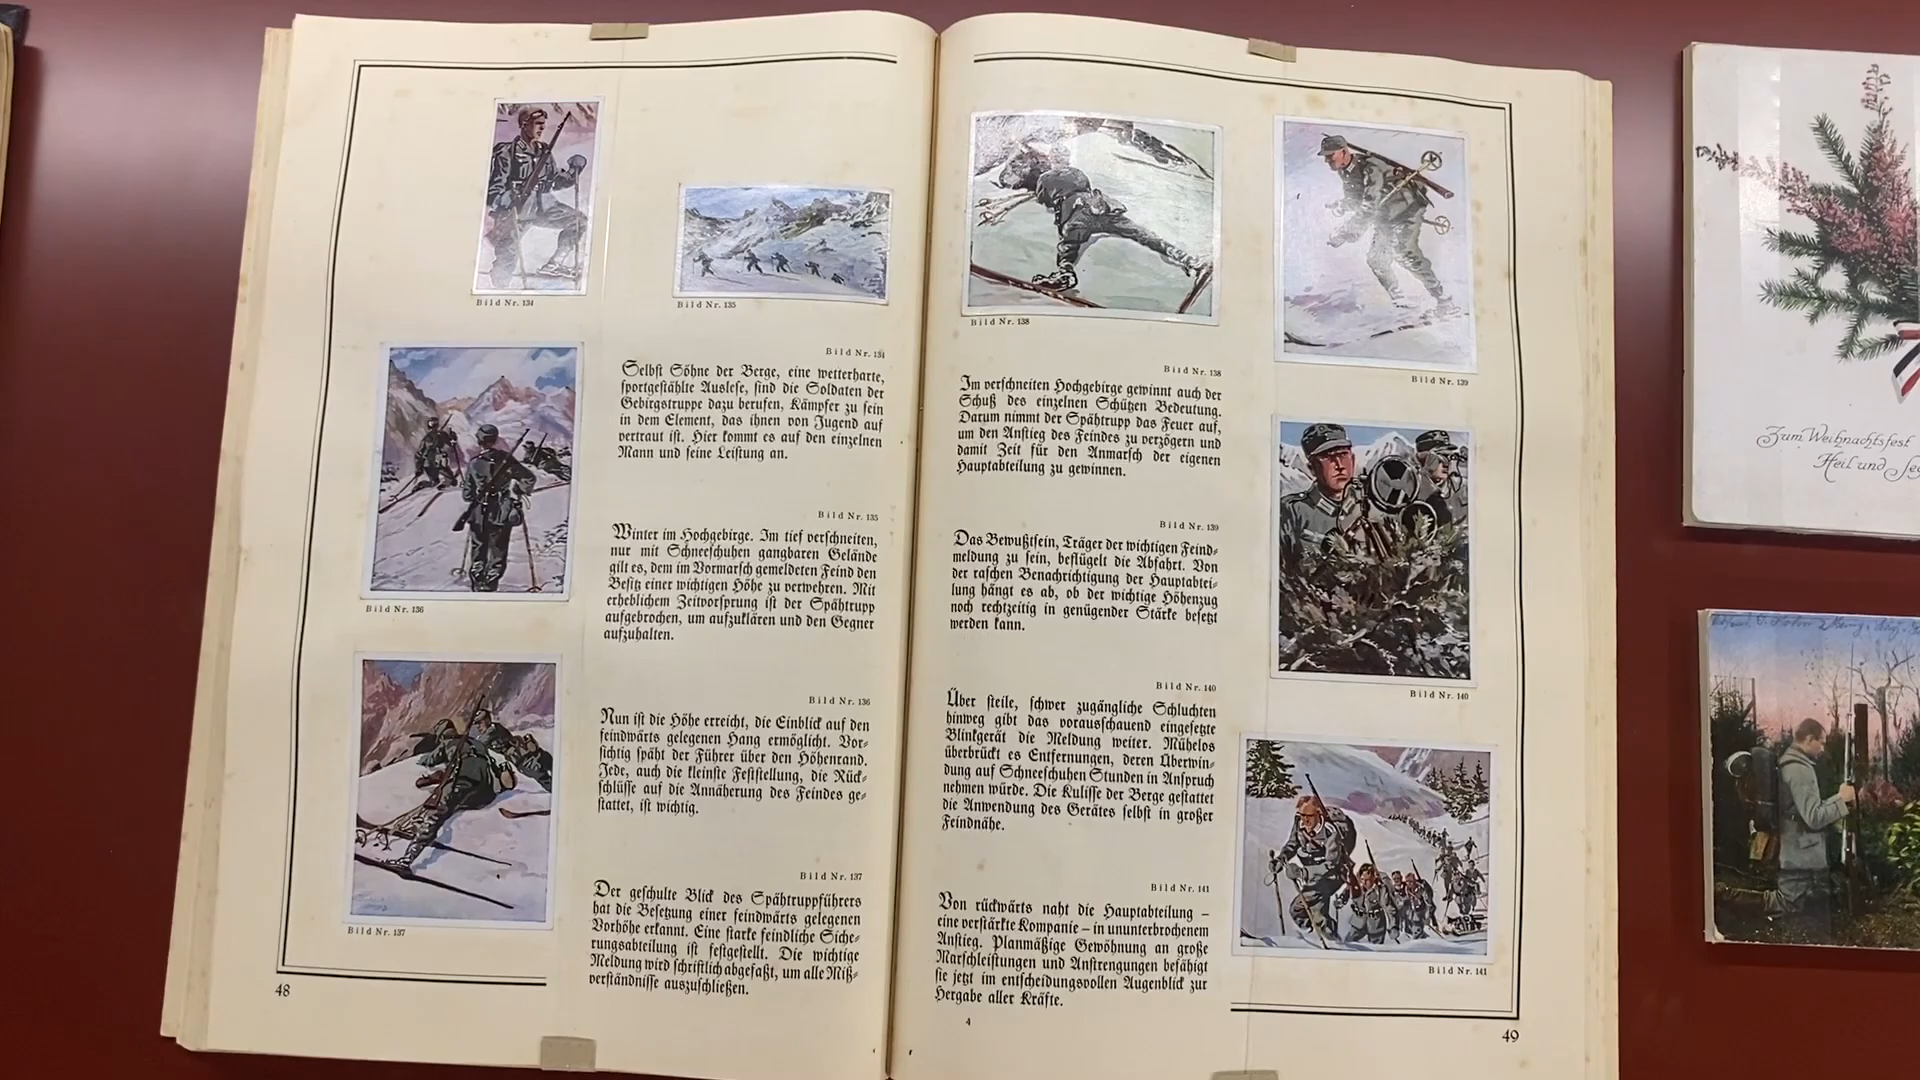 Bild Nr. 134
Bild Nr. 135
Bild Nr. 136
Bild Nr. 137
Bild Nr. 134
Selbst Söhne der Berge, eine wetterharte,
sportgestählte Auslese, sind die Soldaten der
Gebirgstruppe dazu berufen, Kämpfer zu sein
in dem Element, das ihnen von Jugend auf
vertraut ist. Hier kommt es auf den einzelnen
Mann und seine Leistung an.
Bild Nr. 135
Winter im Hochgebirge. Im tief verschneiten,
nur mit Schneeschuhen gangbaren Gelände
gilt es, dem im Vormarsch gemeldeten Feind den
Besitz einer wichtigen Höhe zu verwehren. Mit
erheblichem Zeitvorsprung ist der Spähtrupp
aufgebrochen, um aufzuklären und den Gegner
aufzuhalten.
Bild Nr. 136
Nun ist die Höhe erreicht, die Einblick auf den
feindwärts gelegenen Hang ermöglicht. Vor-
sichtig späht der Führer über den Höhenrand.
Jede, auch die kleinste Feststellung, die Rück-
schlüsse auf die Annäherung des Feindes ge-
stattet, ist wichtig.
Bild Nr. 137
Der geschulte Blick des Spähtruppführers
hat die Besetzung einer feindwärts gelegenen
Vorhöhe erkannt. Eine starke feindliche Siche-
rungsabteilung ist festgestellt. Die wichtige
Meldung wird schriftlich abgefaßt, um alle Miß-
verständnisse auszuschließen.
48
Bild Nr. 138
Bild Nr. 139
Bild Nr. 140
Bild Nr. 141
Bild Nr. 138
Im verschneiten Hochgebirge gewinnt auch der
Schuß des einzelnen Schützen Bedeutung.
Darum nimmt der Spähtrupp das Feuer auf,
um den Anstieg des Feindes zu verzögern und
damit Zeit für den Anmarsch der eigenen
Hauptabteilung zu gewinnen.
Bild Nr. 139
Das Bewußtsein, Träger der wichtigen Feind-
meldung zu sein, beflügelt die Abfahrt. Von
der raschen Benachrichtigung der Hauptabtei-
lung hängt es ab, ob der wichtige Höhenzug
noch rechtzeitig in genügender Stärke besetzt
werden kann.
Bild Nr. 140
Über steile, schwer zugängliche Schluchten
hinweg gibt das vorausschauend eingesetzte
Blinkgerät die Meldung weiter. Mühelos
überbrückt es Entfernungen, deren Überwin-
dung auf Schneeschuhen Stunden in Anspruch
nehmen würde. Die Kulisse der Berge gestattet
die Anwendung des Gerätes selbst in großer
Feindnähe.
Bild Nr. 141
Von rückwärts naht die Hauptabteilung –
eine verstärkte Kompanie – in ununterbrochenem
Anstieg. Planmäßige Gewöhnung an große
Marschleistungen und Anstrengungen befähigt
sie jetzt im entscheidungsvollen Augenblick zur
Hergabe aller Kräfte.
4
49
Zum Weihnachtsfest
Heil und